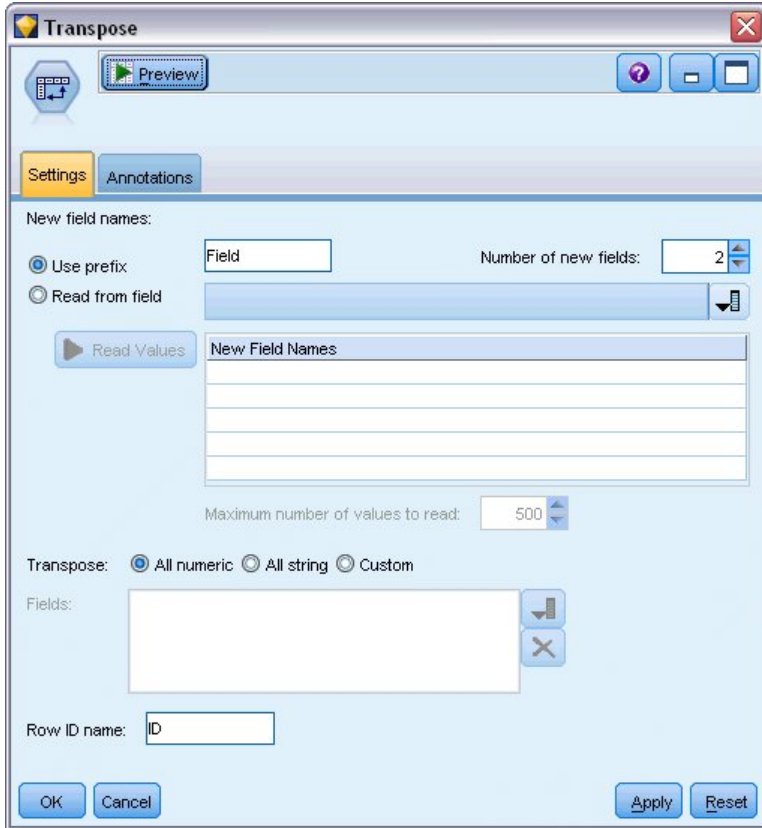 Transpose
Preview
Settings Annotations
New field names:
Use prefix Field Number of new fields: 2
Read from field
Read Values New Field Names
Maximum number of values to read: 500
Transpose: All numeric All string Custom
Fields:
Row ID name: ID
OK Cancel Apply Reset